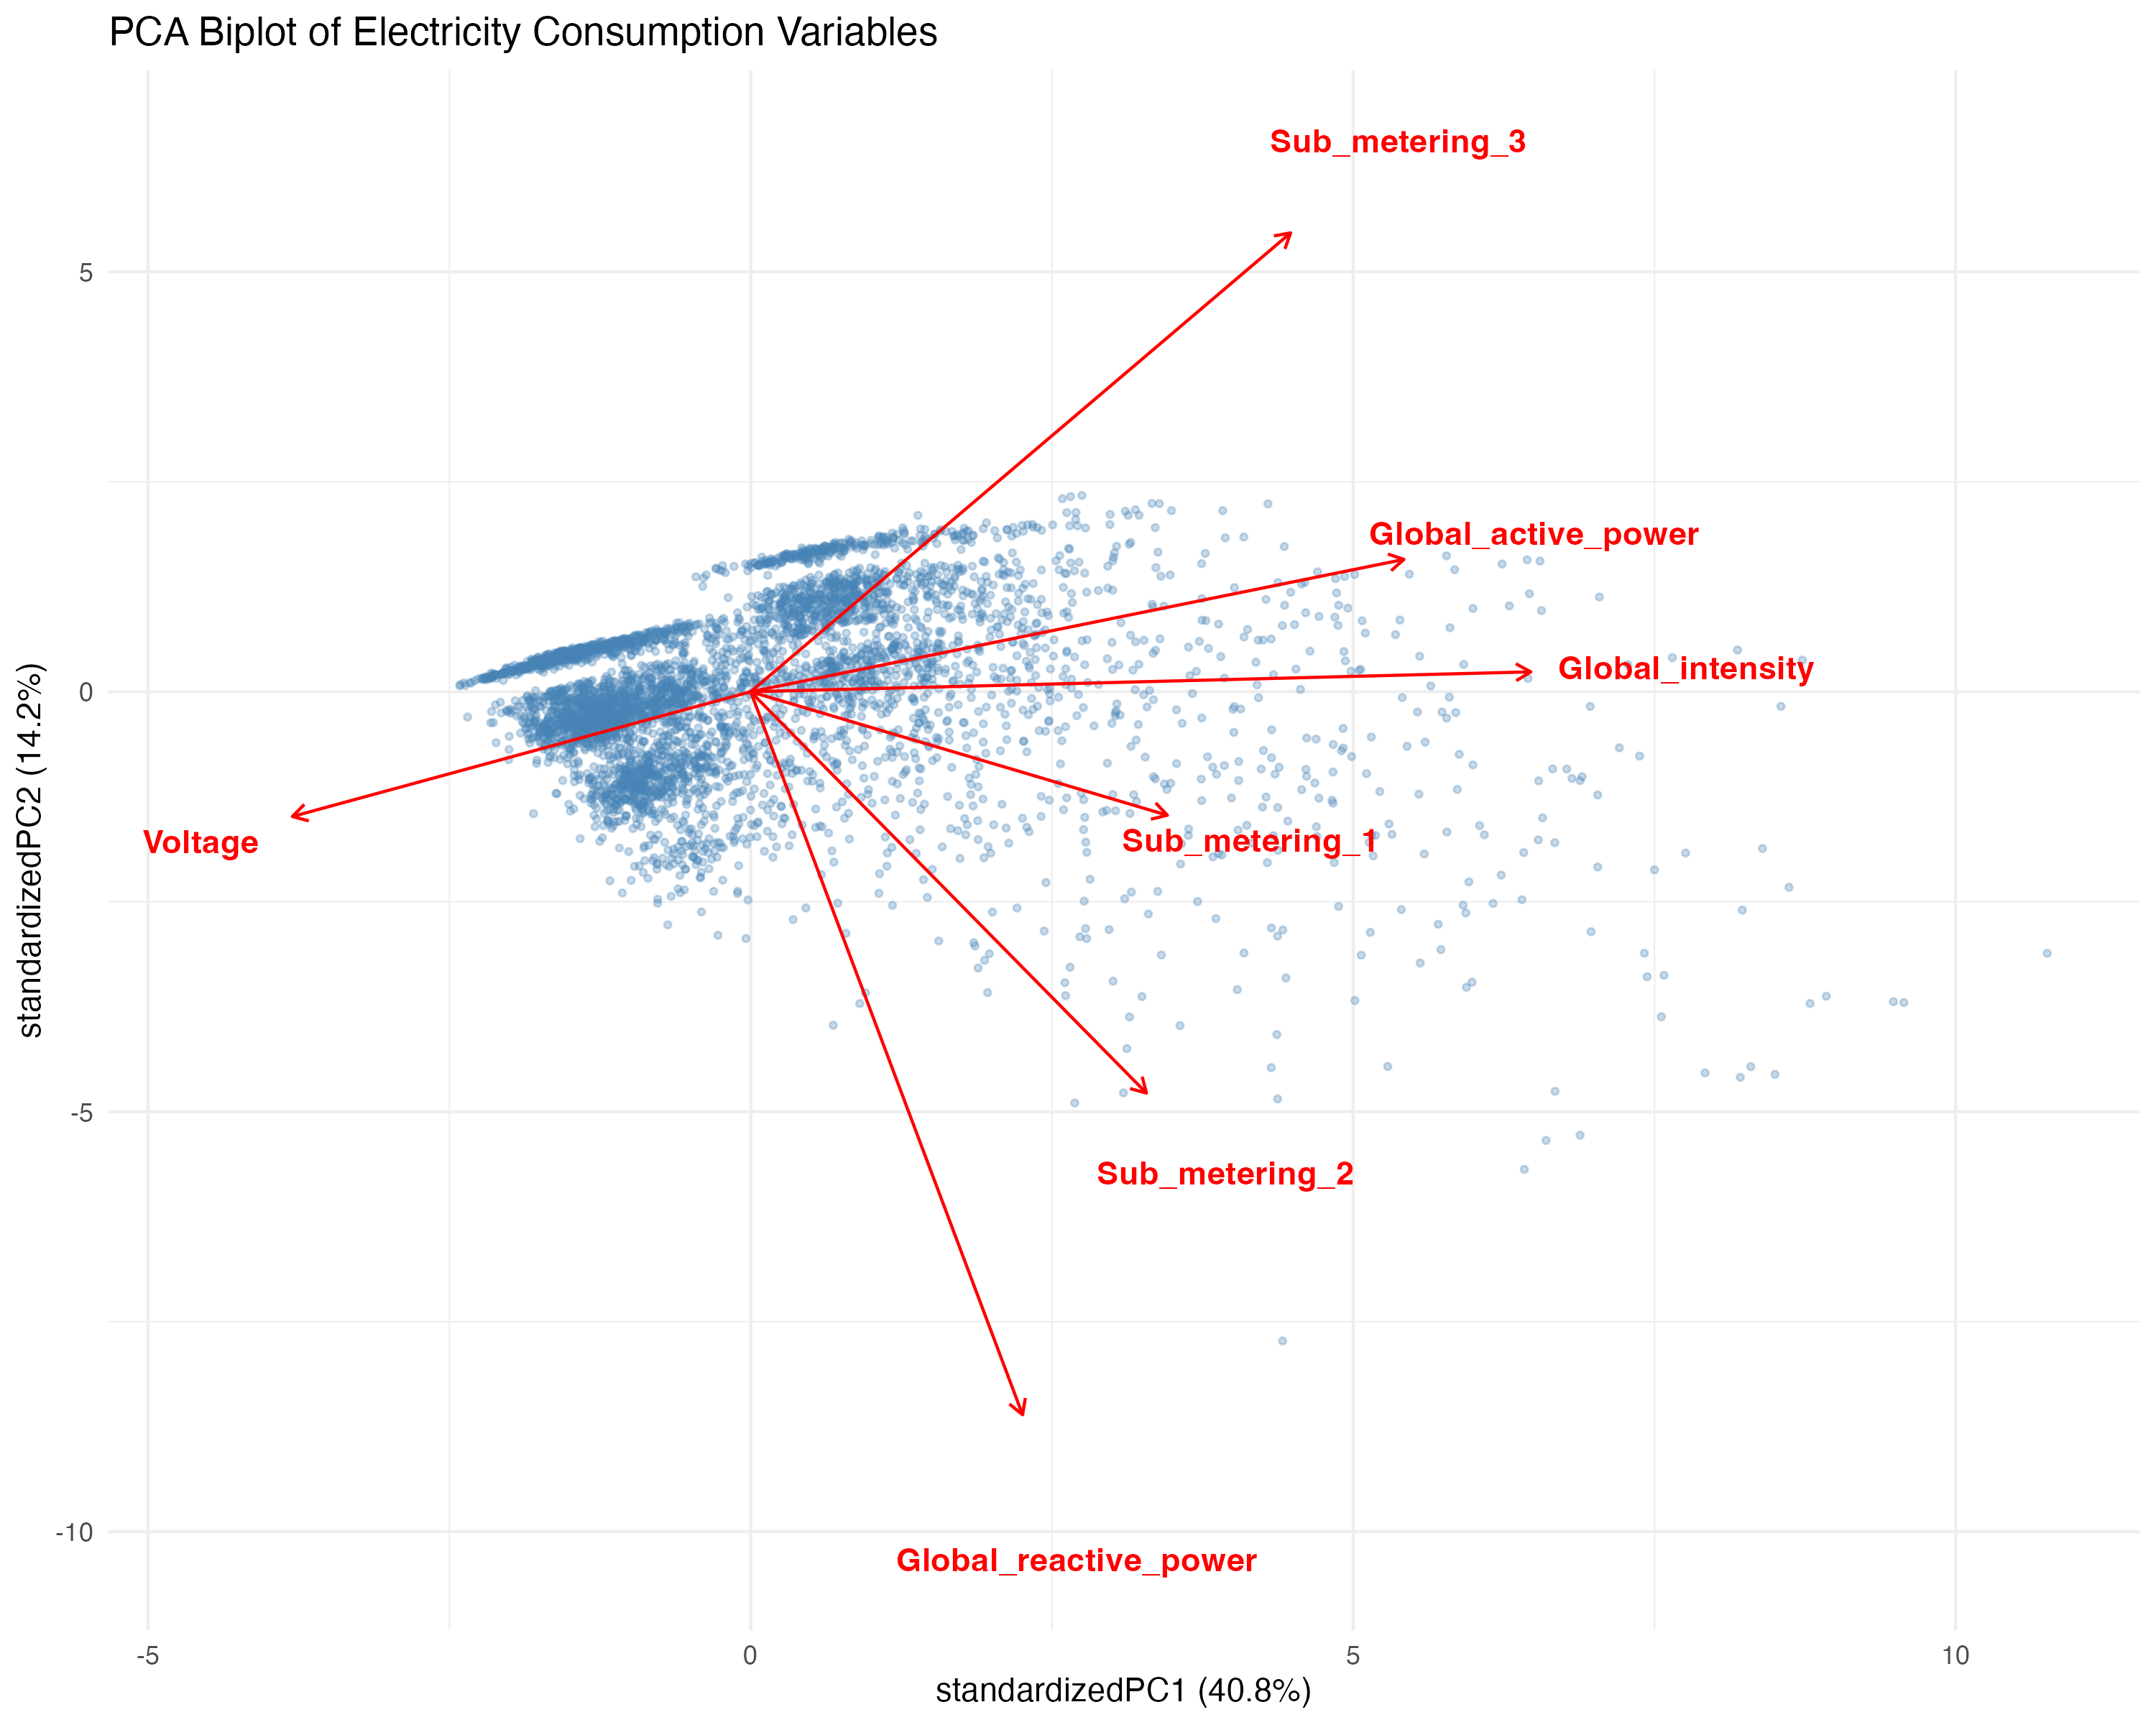 PCA Biplot of Electricity Consumption Variables
Sub_metering_3
5
Global_active_power
Global_intensity
0
Voltage
Sub_metering_1
standardizedPC2 (14.2%)
-5
Sub_metering_2
-10
Global_reactive_power
-5
0
5
10
standardizedPC1 (40.8%)